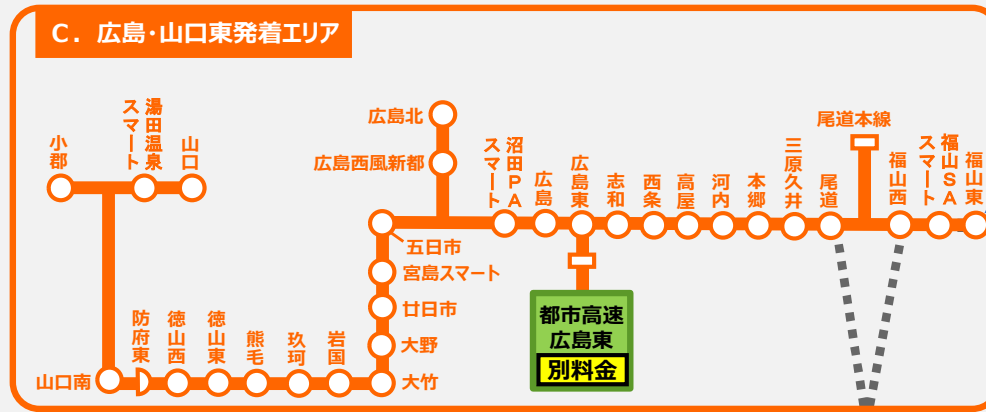 C. 広島・山口東発着エリア
小郡
湯田温泉
スマート
山口
広島北
広島西風新都
沼田PA
スマート
広島
広島東
志和
西条
高屋
河内
本郷
三原久井
尾道
尾道本線
福山西
福山SA
スマート
福山東
五日市
宮島スマート
廿日市
大野
大竹
都市高速
広島東
別料金
山口南
防府東
徳山西
徳山東
熊毛
玖珂
岩国